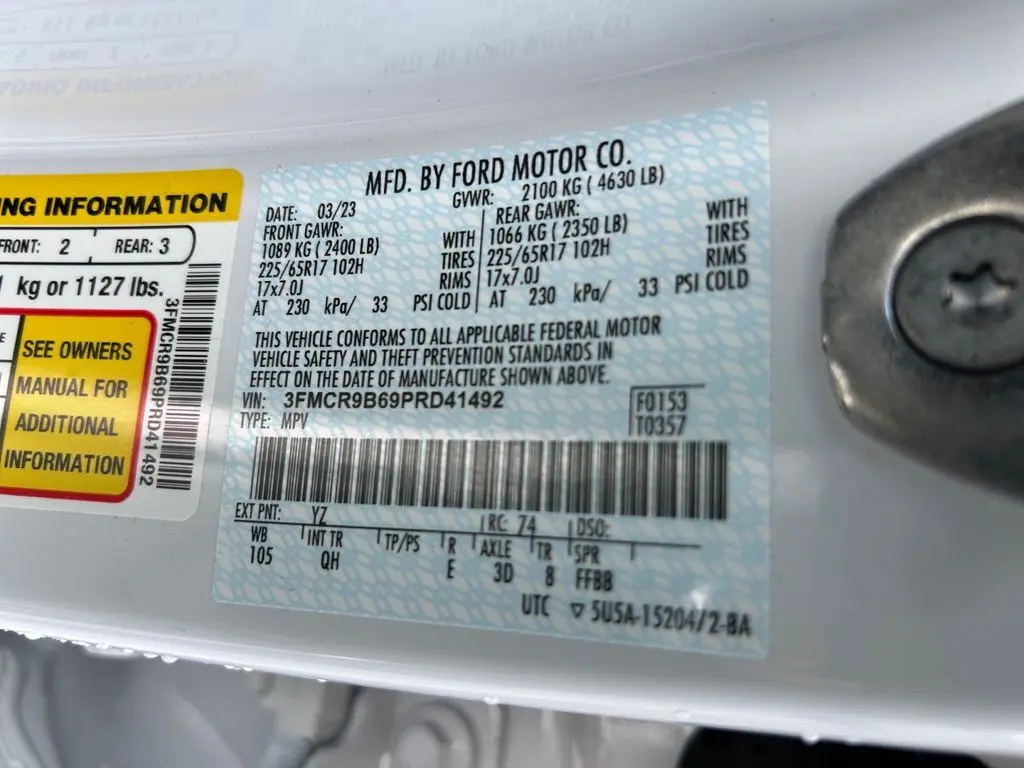 NG INFORMATION
FRONT: 2 REAR: 3
kg or 1127 lbs.
SEE OWNERS
MANUAL FOR
ADDITIONAL
INFORMATION
3FMCR9B69PRD41492
MFD. BY FORD MOTOR CO.
DATE: 03/23 GVWR: 2100 KG ( 4630 LB)
FRONT GAWR:
1089 KG ( 2400 LB) WITH
225/65R17 102H TIRES
17x7.0J RIMS
AT 230 kPa/ 33 PSI COLD
REAR GAWR: WITH
1066 KG ( 2350 LB) TIRES
225/65R17 102H RIMS
17x7.0J
AT 230 kPa/ 33 PSI COLD
THIS VEHICLE CONFORMS TO ALL APPLICABLE FEDERAL MOTOR
VEHICLE SAFETY AND THEFT PREVENTION STANDARDS IN
EFFECT ON THE DATE OF MANUFACTURE SHOWN ABOVE.
VIN: 3FMCR9B69PRD41492 F0153
TYPE: MPV T0357
EXT PNT: YZ RC: 74 DSO:
WB INT TR TP/PS R AXLE TR SPR
105 QH E 3D 8 FFBB
UTC ▽ 5U5A-15204/2-BA